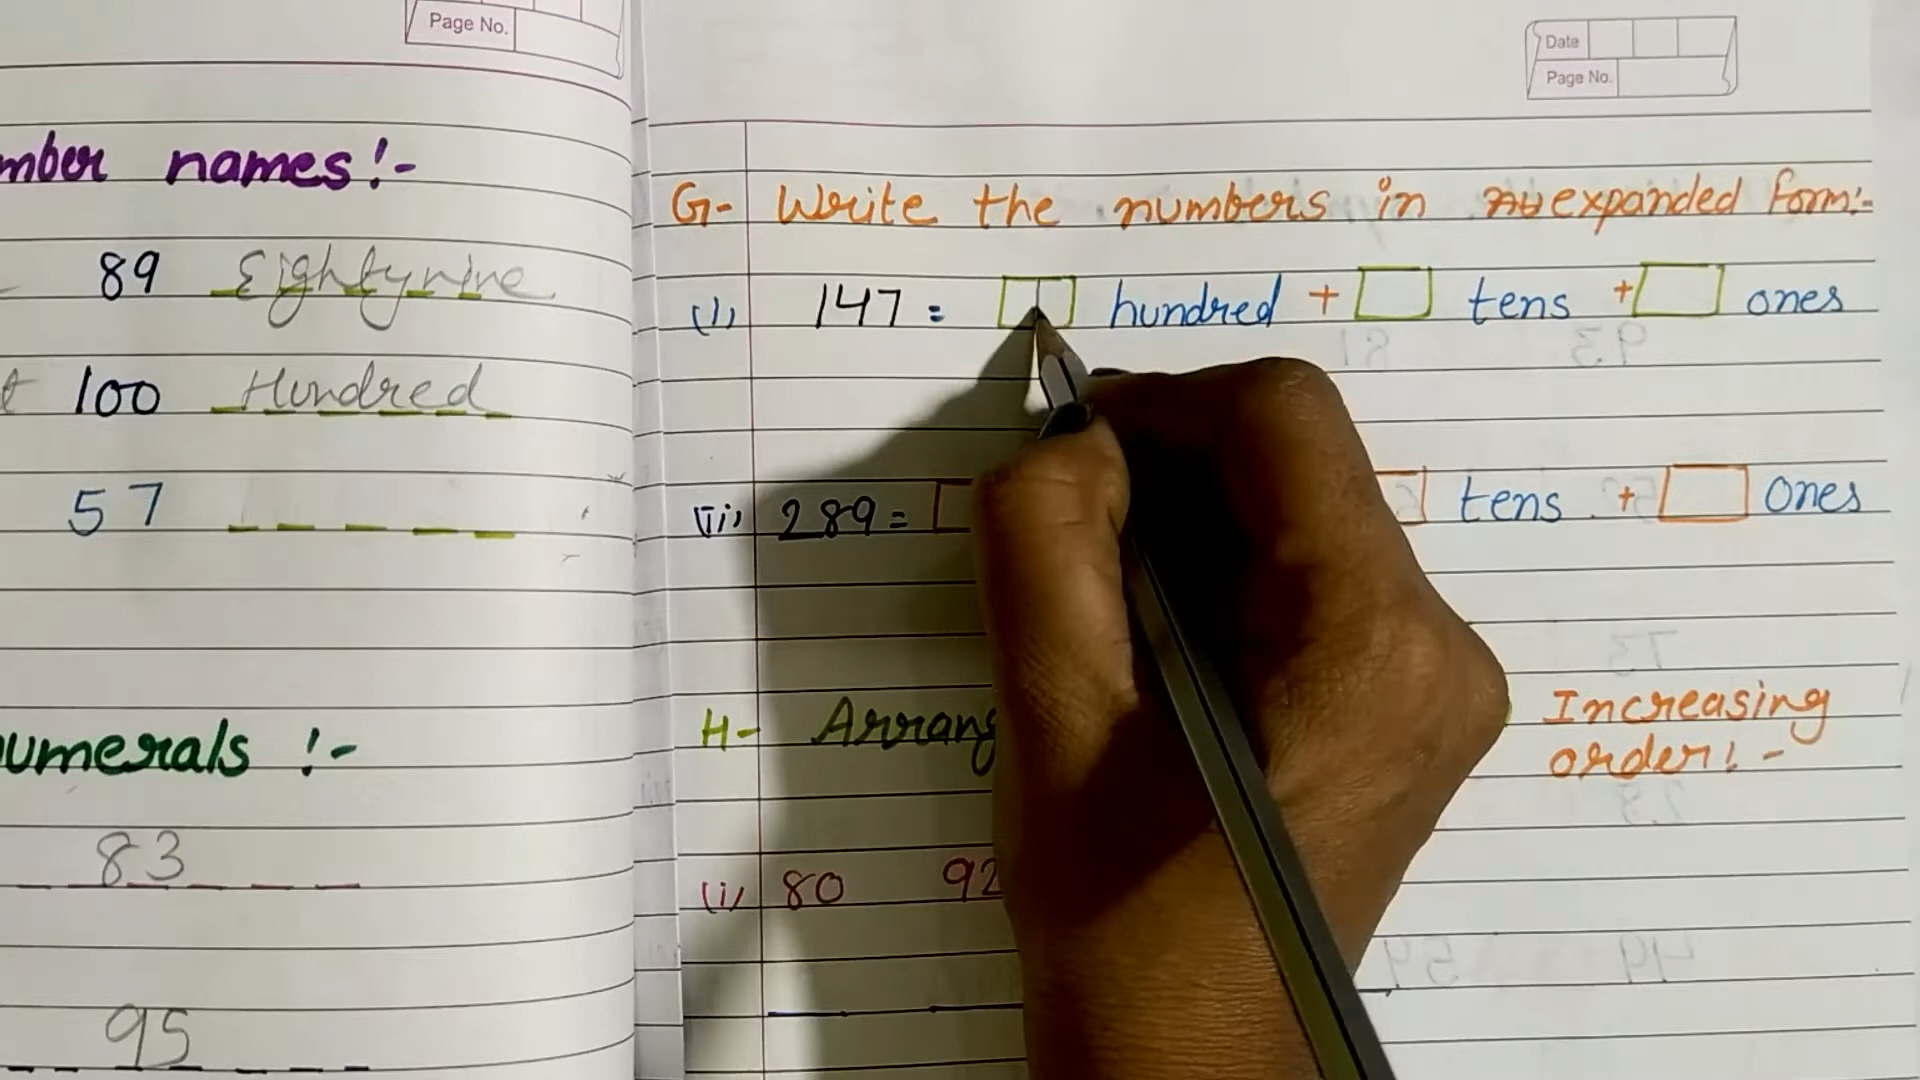 Page No.
mber names!-
89 Eightynine
100 Hundred
57
umerals !-
83
95
Date
Page No.
G- Write the numbers in expanded form:-
(i) 147 = 1 hundred + tens + ones
(ii) 289 = tens + ones
H- Arrang Increasing
order!-
(i) 80 92